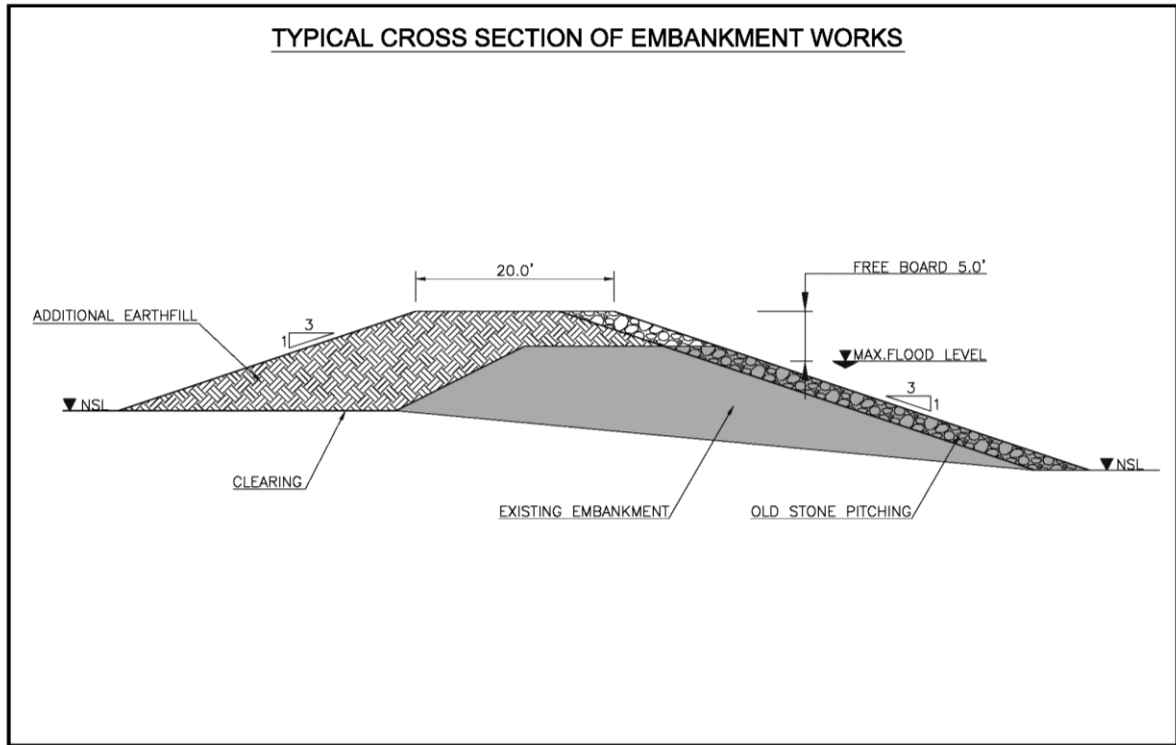 TYPICAL CROSS SECTION OF EMBANKMENT WORKS
20.0'
FREE BOARD 5.0'
ADDITIONAL EARTHFILL
3
1
MAX.FLOOD LEVEL
3
1
NSL
CLEARING
NSL
EXISTING EMBANKMENT
OLD STONE PITCHING